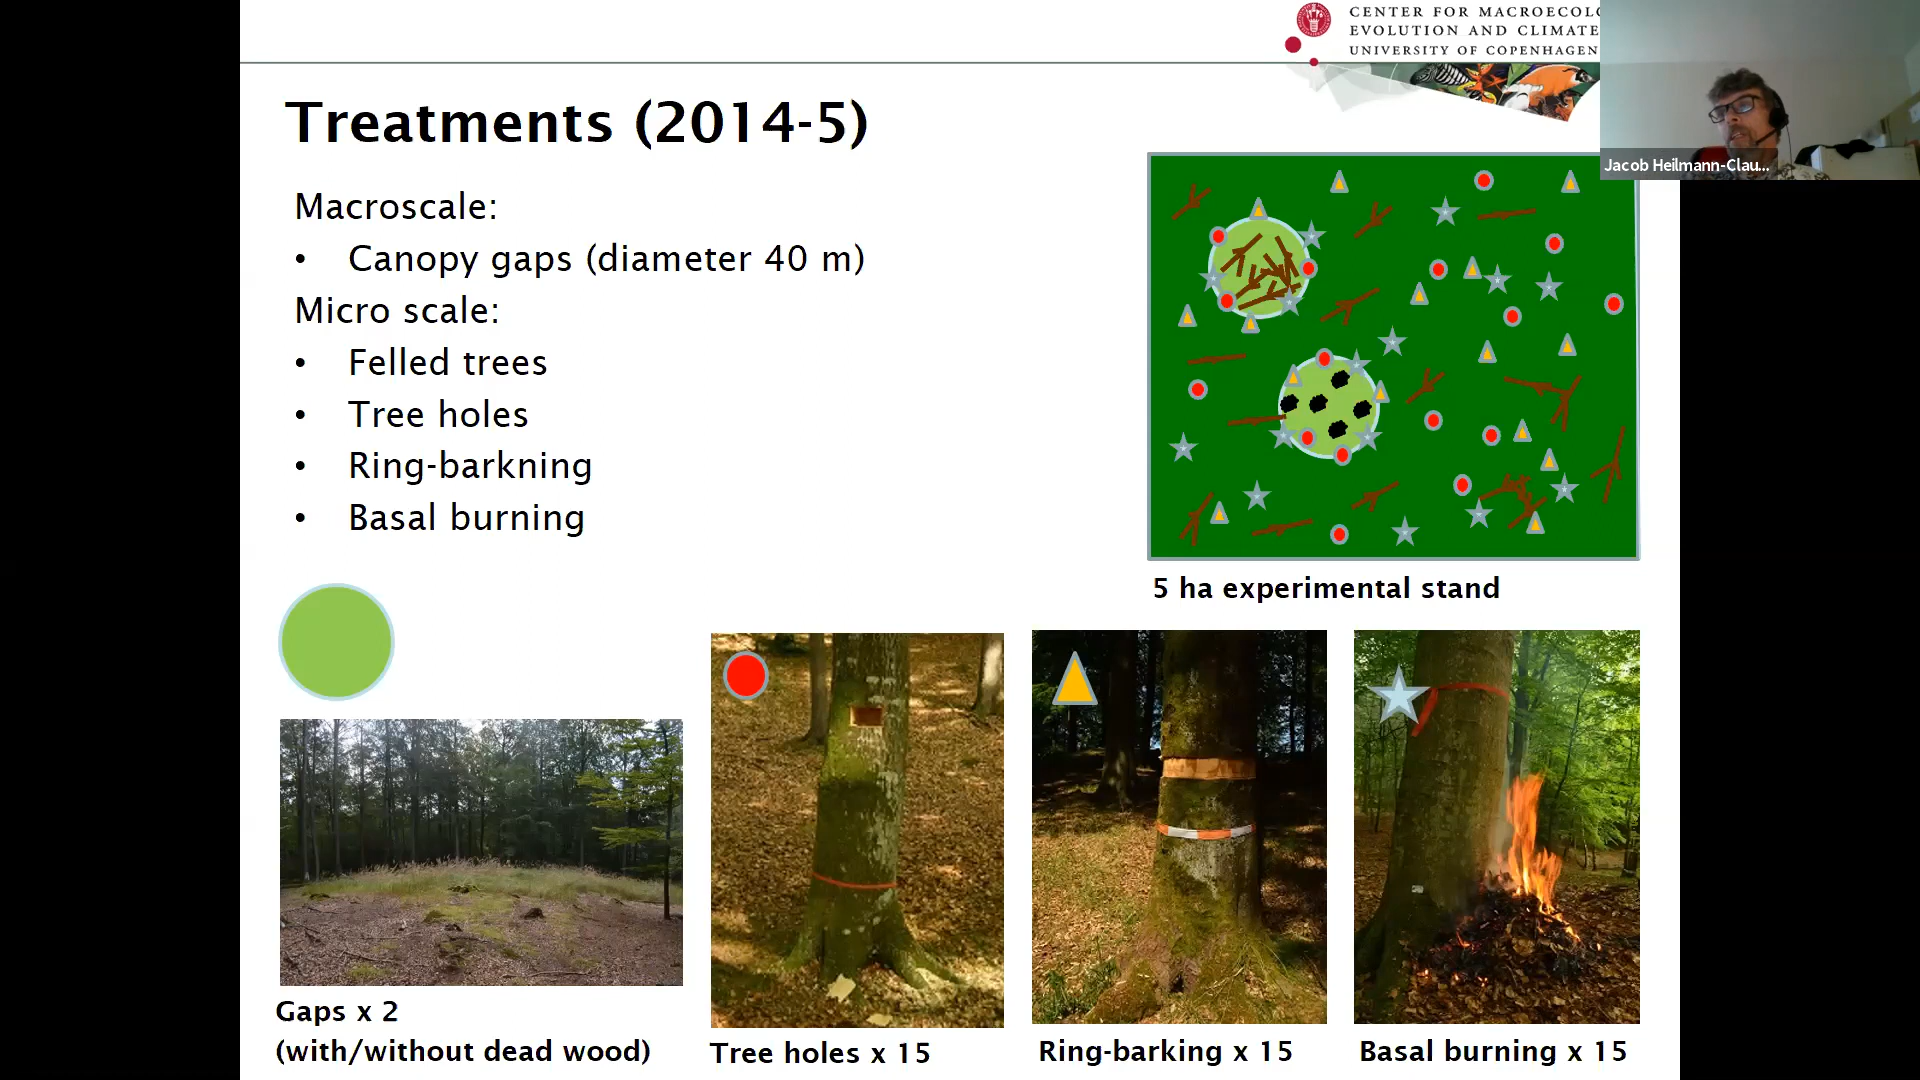 CENTER FOR MACROECOLO
EVOLUTION AND CLIMATE
UNIVERSITY OF COPENHAGEN
Jacob Heilmann-Clau...
Treatments (2014-5)
Macroscale:
• Canopy gaps (diameter 40 m)
Micro scale:
• Felled trees
• Tree holes
• Ring-barkning
• Basal burning
5 ha experimental stand
Gaps x 2
(with/without dead wood)
Tree holes x 15
Ring-barking x 15
Basal burning x 15